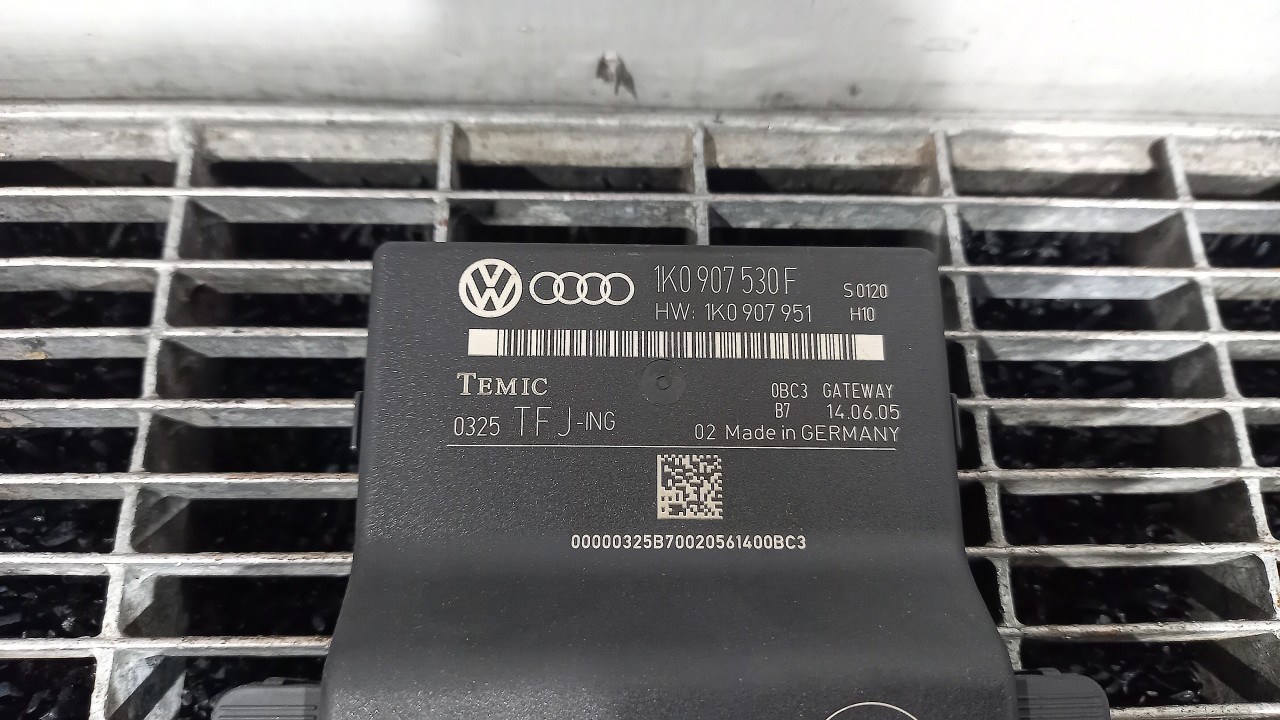 1K0 907 530 F
S0120
HW: 1K0 907 951
H10
TEMIC
0BC3 GATEWAY
B7 14.06.05
0325 TFJ-ING
02 Made in GERMANY
00000325B70020561400BC3